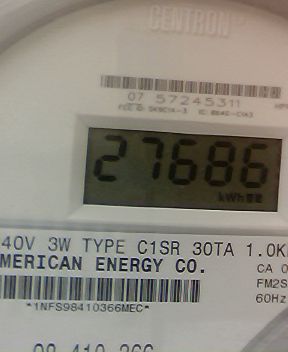 CENTRON
07 57245311
27686
kWh
40V 3W TYPE C1SR 30TA 1.0K
MERICAN ENERGY CO.
CA 0
FM2S
60Hz
*1NFS98410366MEC*